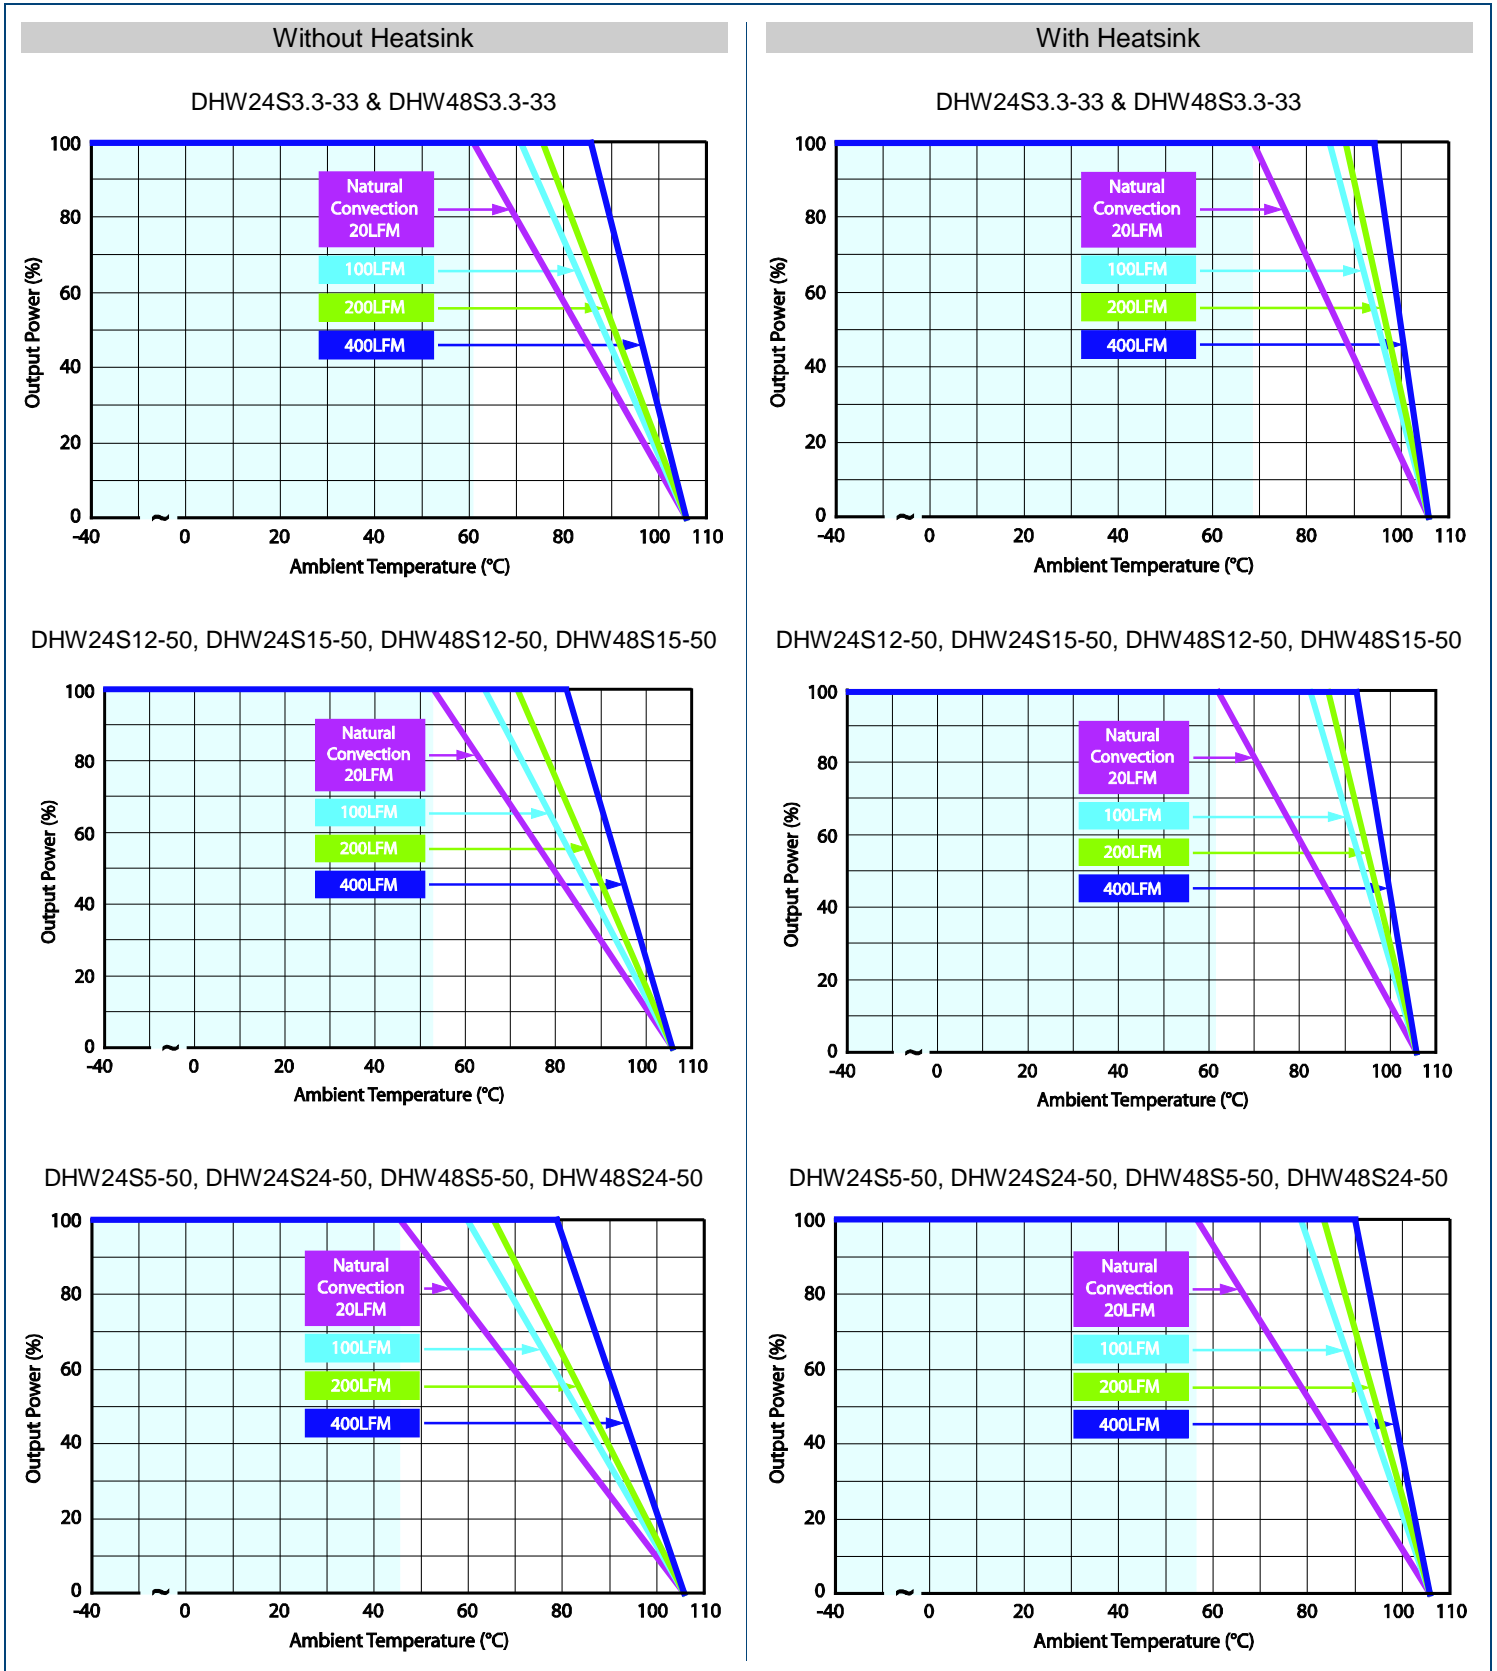 Without Heatsink
With Heatsink
DHW24S3.3-33 & DHW48S3.3-33
100
80
60
40
20
0
Output Power (%)
Natural
Convection
20LFM
100LFM
200LFM
400LFM
-40
~
0
20
40
60
80
100
110
Ambient Temperature (°C)
DHW24S3.3-33 & DHW48S3.3-33
100
80
60
40
20
0
Output Power (%)
Natural
Convection
20LFM
100LFM
200LFM
400LFM
-40
~
0
20
40
60
80
100
110
Ambient Temperature (°C)
DHW24S12-50, DHW24S15-50, DHW48S12-50, DHW48S15-50
100
80
60
40
20
0
Output Power (%)
Natural
Convection
20LFM
100LFM
200LFM
400LFM
-40
~
0
20
40
60
80
100
110
Ambient Temperature (°C)
DHW24S12-50, DHW24S15-50, DHW48S12-50, DHW48S15-50
100
80
60
40
20
0
Output Power (%)
Natural
Convection
20LFM
100LFM
200LFM
400LFM
-40
~
0
20
40
60
80
100
110
Ambient Temperature (°C)
DHW24S5-50, DHW24S24-50, DHW48S5-50, DHW48S24-50
100
80
60
40
20
0
Output Power (%)
Natural
Convection
20LFM
100LFM
200LFM
400LFM
-40
~
0
20
40
60
80
100
110
Ambient Temperature (°C)
DHW24S5-50, DHW24S24-50, DHW48S5-50, DHW48S24-50
100
80
60
40
20
0
Output Power (%)
Natural
Convection
20LFM
100LFM
200LFM
400LFM
-40
~
0
20
40
60
80
100
110
Ambient Temperature (°C)